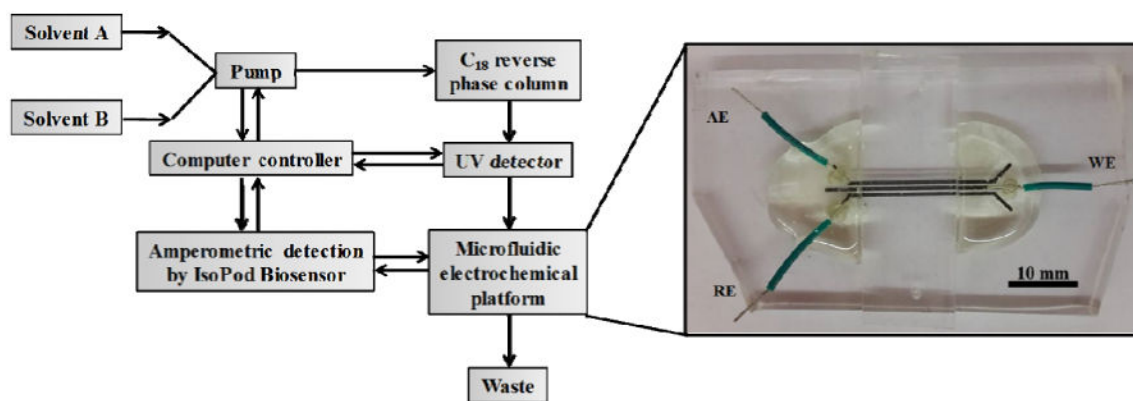 Solvent A
Solvent B
Pump
C18 reverse
phase column
Computer controller
UV detector
Amperometric detection
by IsoPod Biosensor
Microfluidic
electrochemical
platform
Waste
AE
WE
RE
10 mm